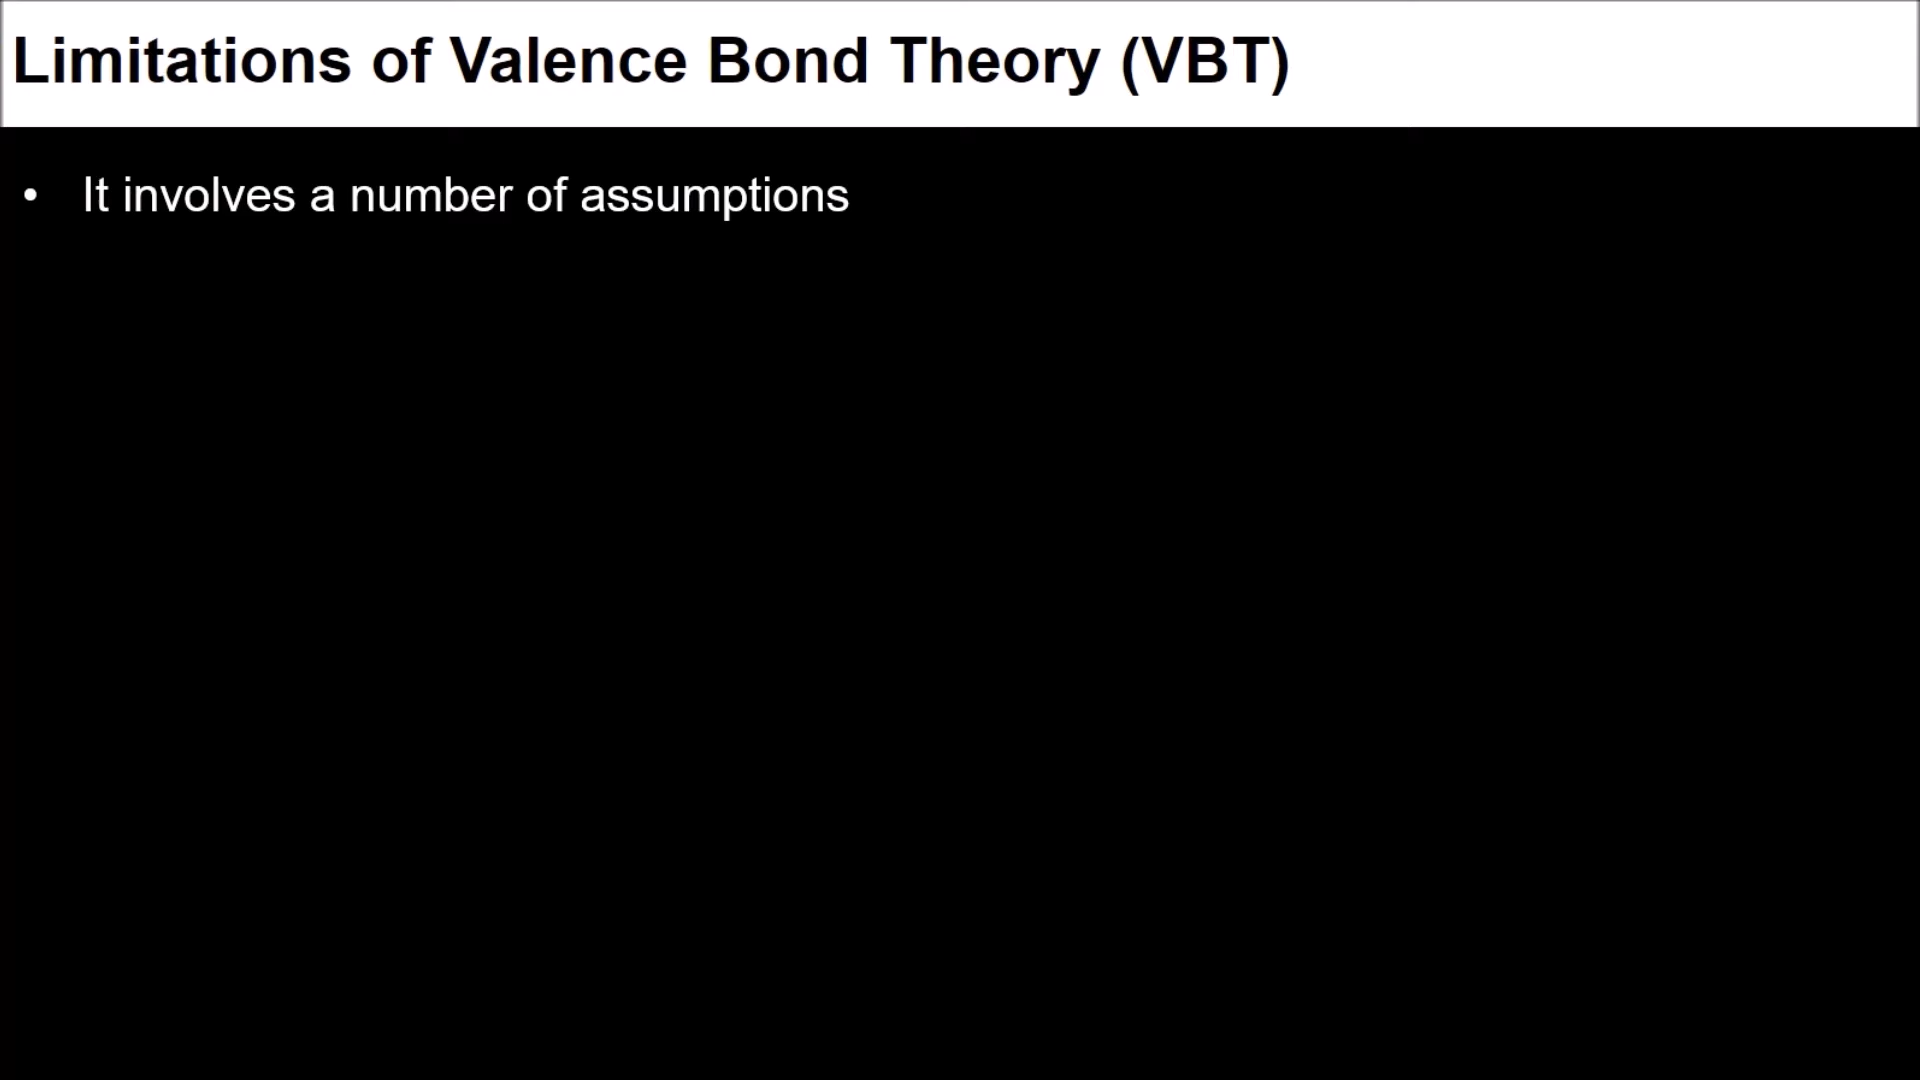 Limitations of Valence Bond Theory (VBT)
• It involves a number of assumptions